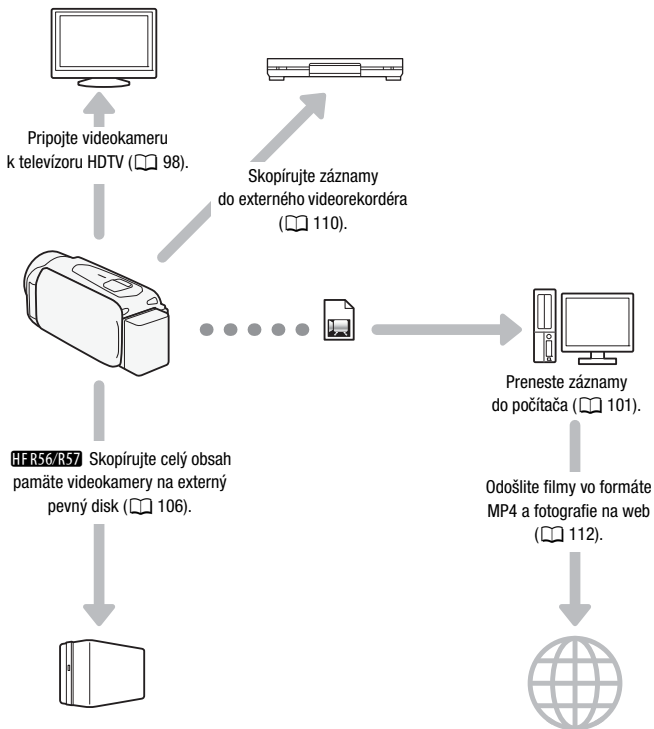 Pripojte videokameru
k televízoru HDTV (98).
Skopírujte záznamy
do externého videorekordéra
(110).
Preneste záznamy
do počítača (101).
HF R56/R57 Skopírujte celý obsah
pamäte videokamery na externý
pevný disk (106).
Odošlite filmy vo formáte
MP4 a fotografie na web
(112).